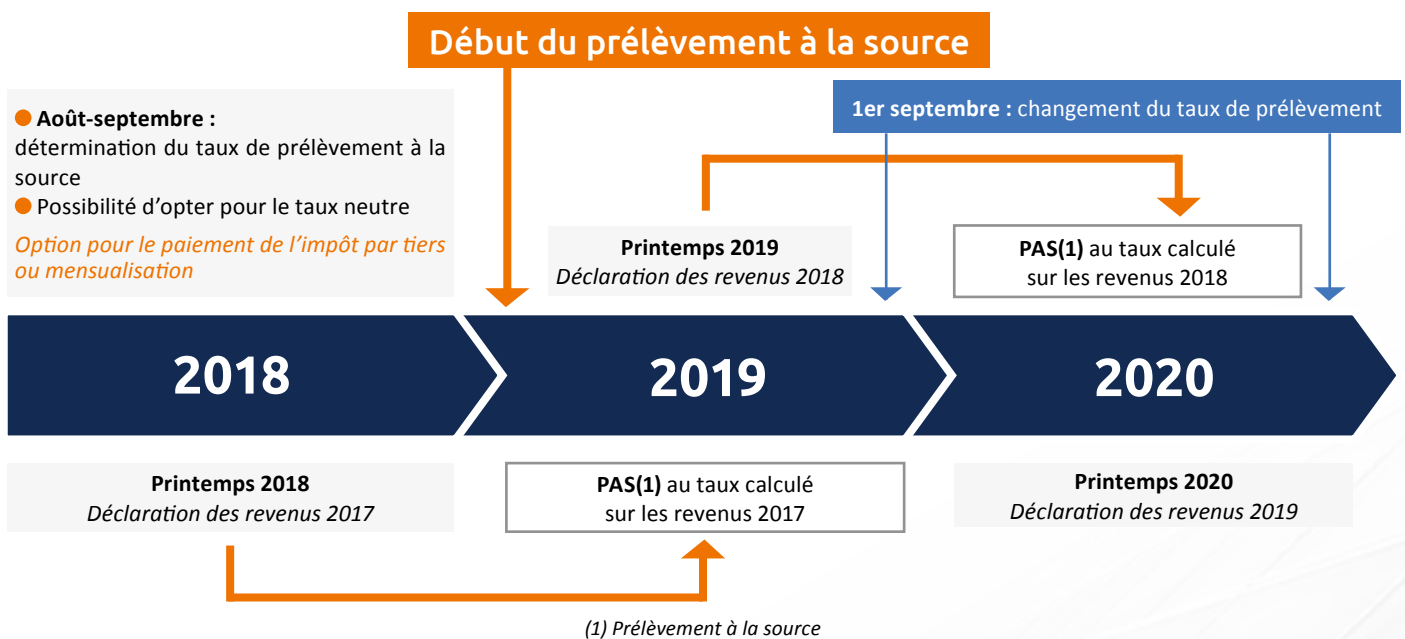 Début du prélèvement à la source
● Août-septembre :
détermination du taux de prélèvement à la
source
● Possibilité d’opter pour le taux neutre
Option pour le paiement de l’impôt par tiers
ou mensualisation
1er septembre : changement du taux de prélèvement
Printemps 2019
Déclaration des revenus 2018
PAS(1) au taux calculé
sur les revenus 2018
2018
2019
2020
Printemps 2018
Déclaration des revenus 2017
PAS(1) au taux calculé
sur les revenus 2017
Printemps 2020
Déclaration des revenus 2019
(1) Prélèvement à la source